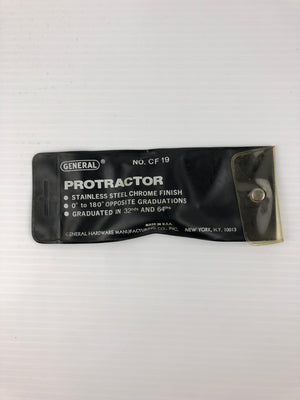 GENERAL®
NO. CF 19
PROTRACTOR
● STAINLESS STEEL CHROME FINISH
● 0° to 180° OPPOSITE GRADUATIONS
● GRADUATED IN 32nds AND 64ths
MADE IN U.S.A.
GENERAL HARDWARE MANUFACTURING CO., INC. NEW YORK, N.Y. 10013